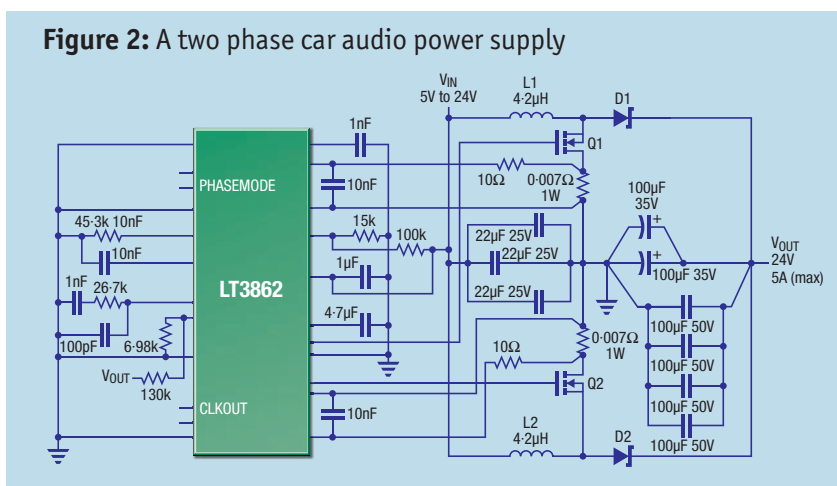 Figure 2: A two phase car audio power supply
VIN
5V to 24V
L1
4·2µH
D1
1nF
Q1
PHASEMODE
10nF
10Ω
0·007Ω
1W
100µF
35V
+
45·3k 10nF
15k
100k
22µF 25V
22µF 25V
+
100µF 35V
VOUT
24V
5A (max)
10nF
1nF
26·7k
LT3862
1µF
22µF 25V
4·7µF
100µF 50V
100pF
6·98k
10Ω
0·007Ω
1W
100µF 50V
VOUT
130k
Q2
100µF 50V
CLKOUT
10nF
L2
4·2µH
D2
100µF 50V